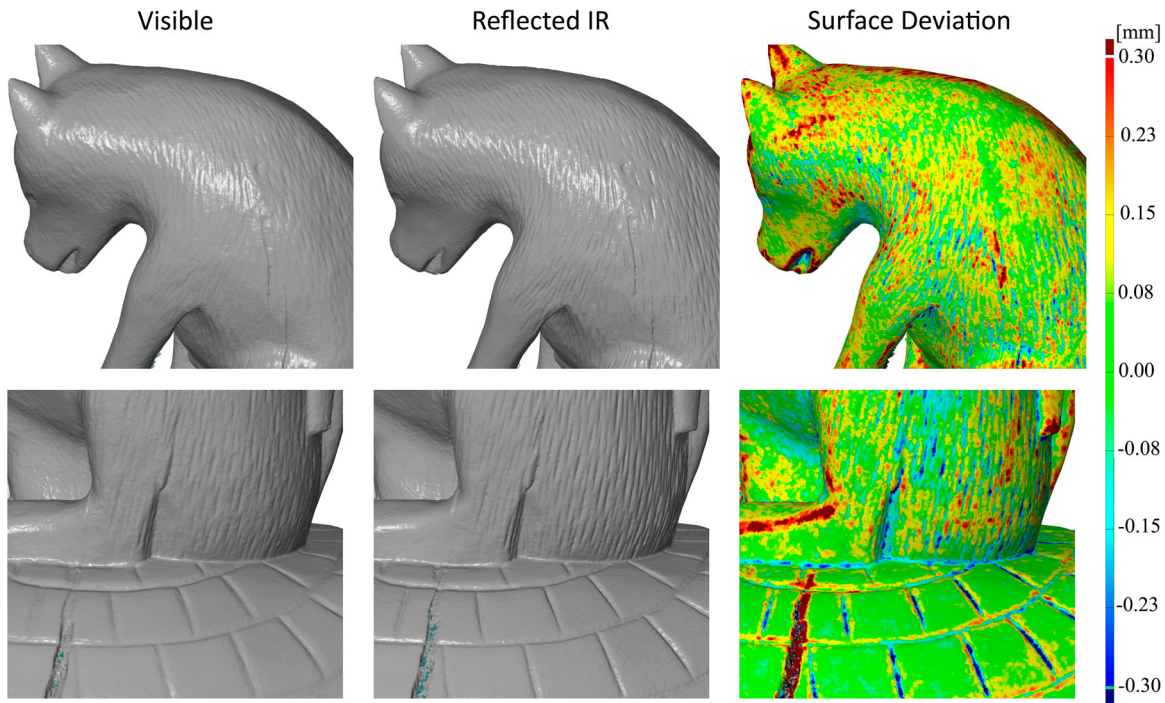 Visible
Reflected IR
Surface Deviation
[mm]
0.30
0.23
0.15
0.08
0.00
-0.08
-0.15
-0.23
-0.30